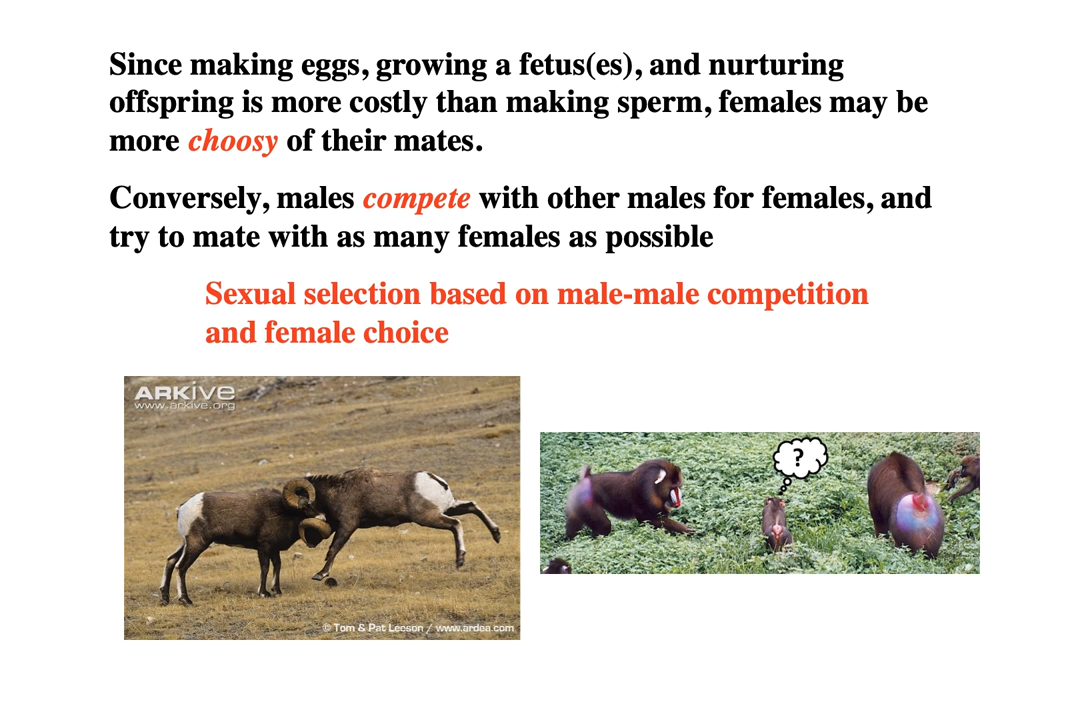 Since making eggs, growing a fetus(es), and nurturing
offspring is more costly than making sperm, females may be
more choosy of their mates.
Conversely, males compete with other males for females, and
try to mate with as many females as possible
Sexual selection based on male-male competition
and female choice
ARKive
www.arkive.org
?
© Tom & Pat Leeson / www.ardea.com